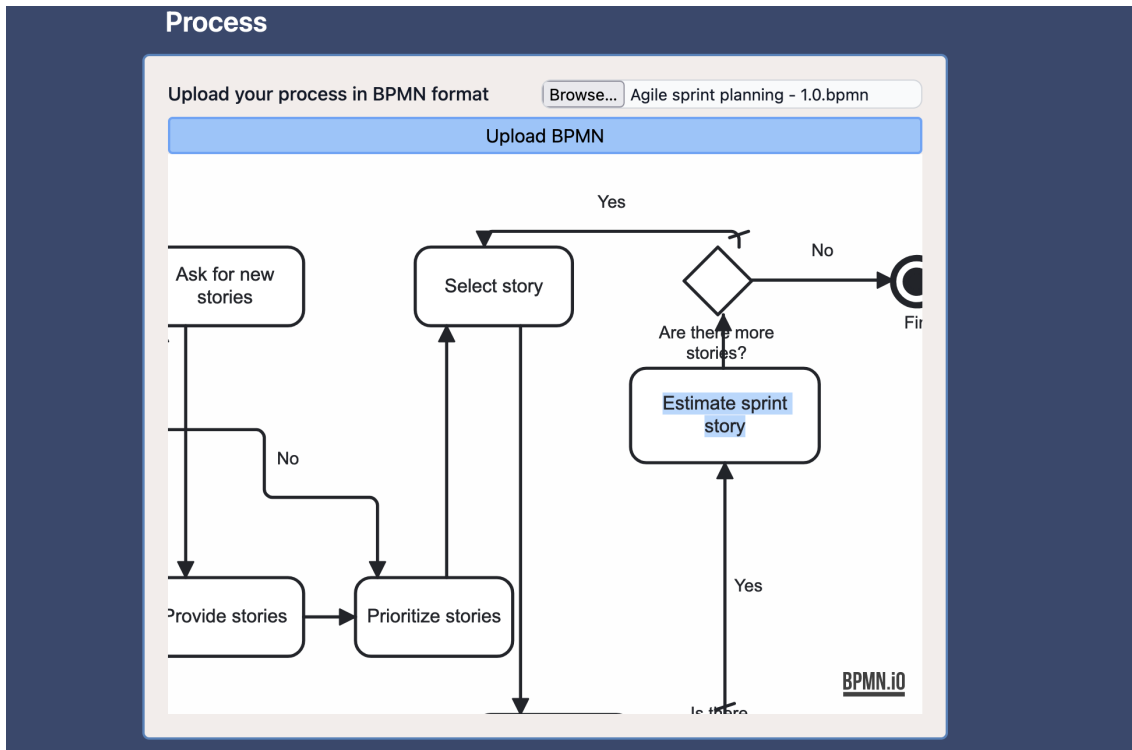 Process
Upload your process in BPMN format
Browse... Agile sprint planning - 1.0.bpmn
Upload BPMN
Yes
No
Ask for new
stories
Select story
Are there more
stories?
Estimate sprint
story
No
Yes
Provide stories
Prioritize stories
BPMN.iO
Is there